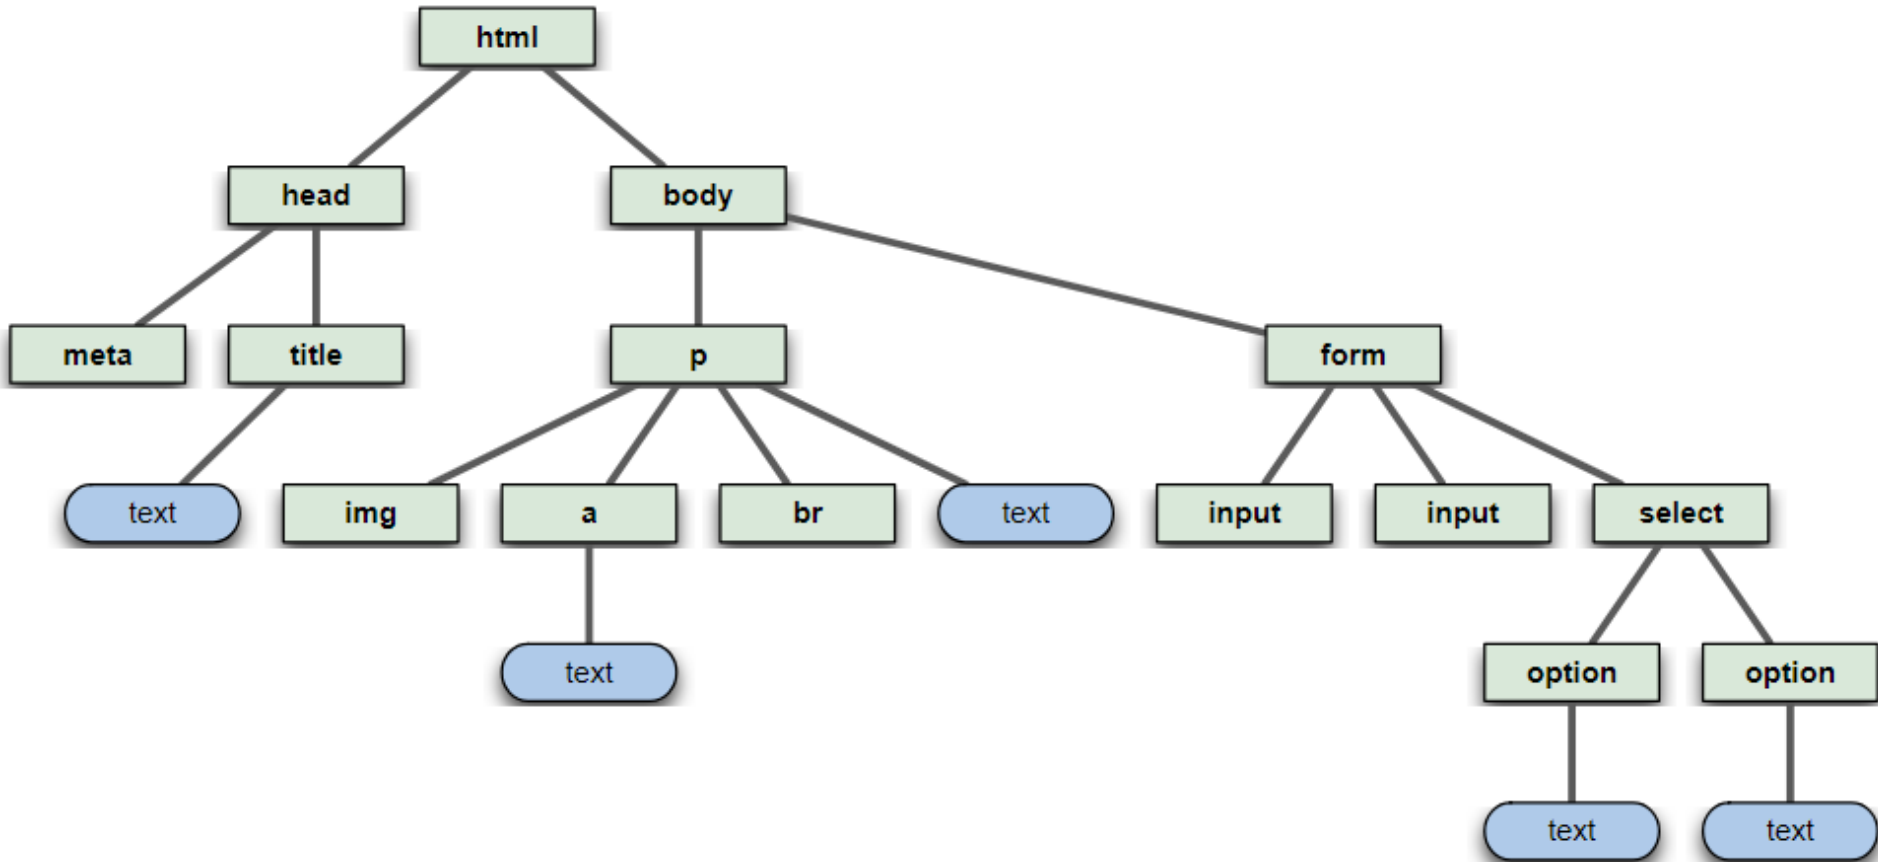 html
head
body
meta
title
p
form
text
img
a
br
text
input
input
select
text
option
option
text
text